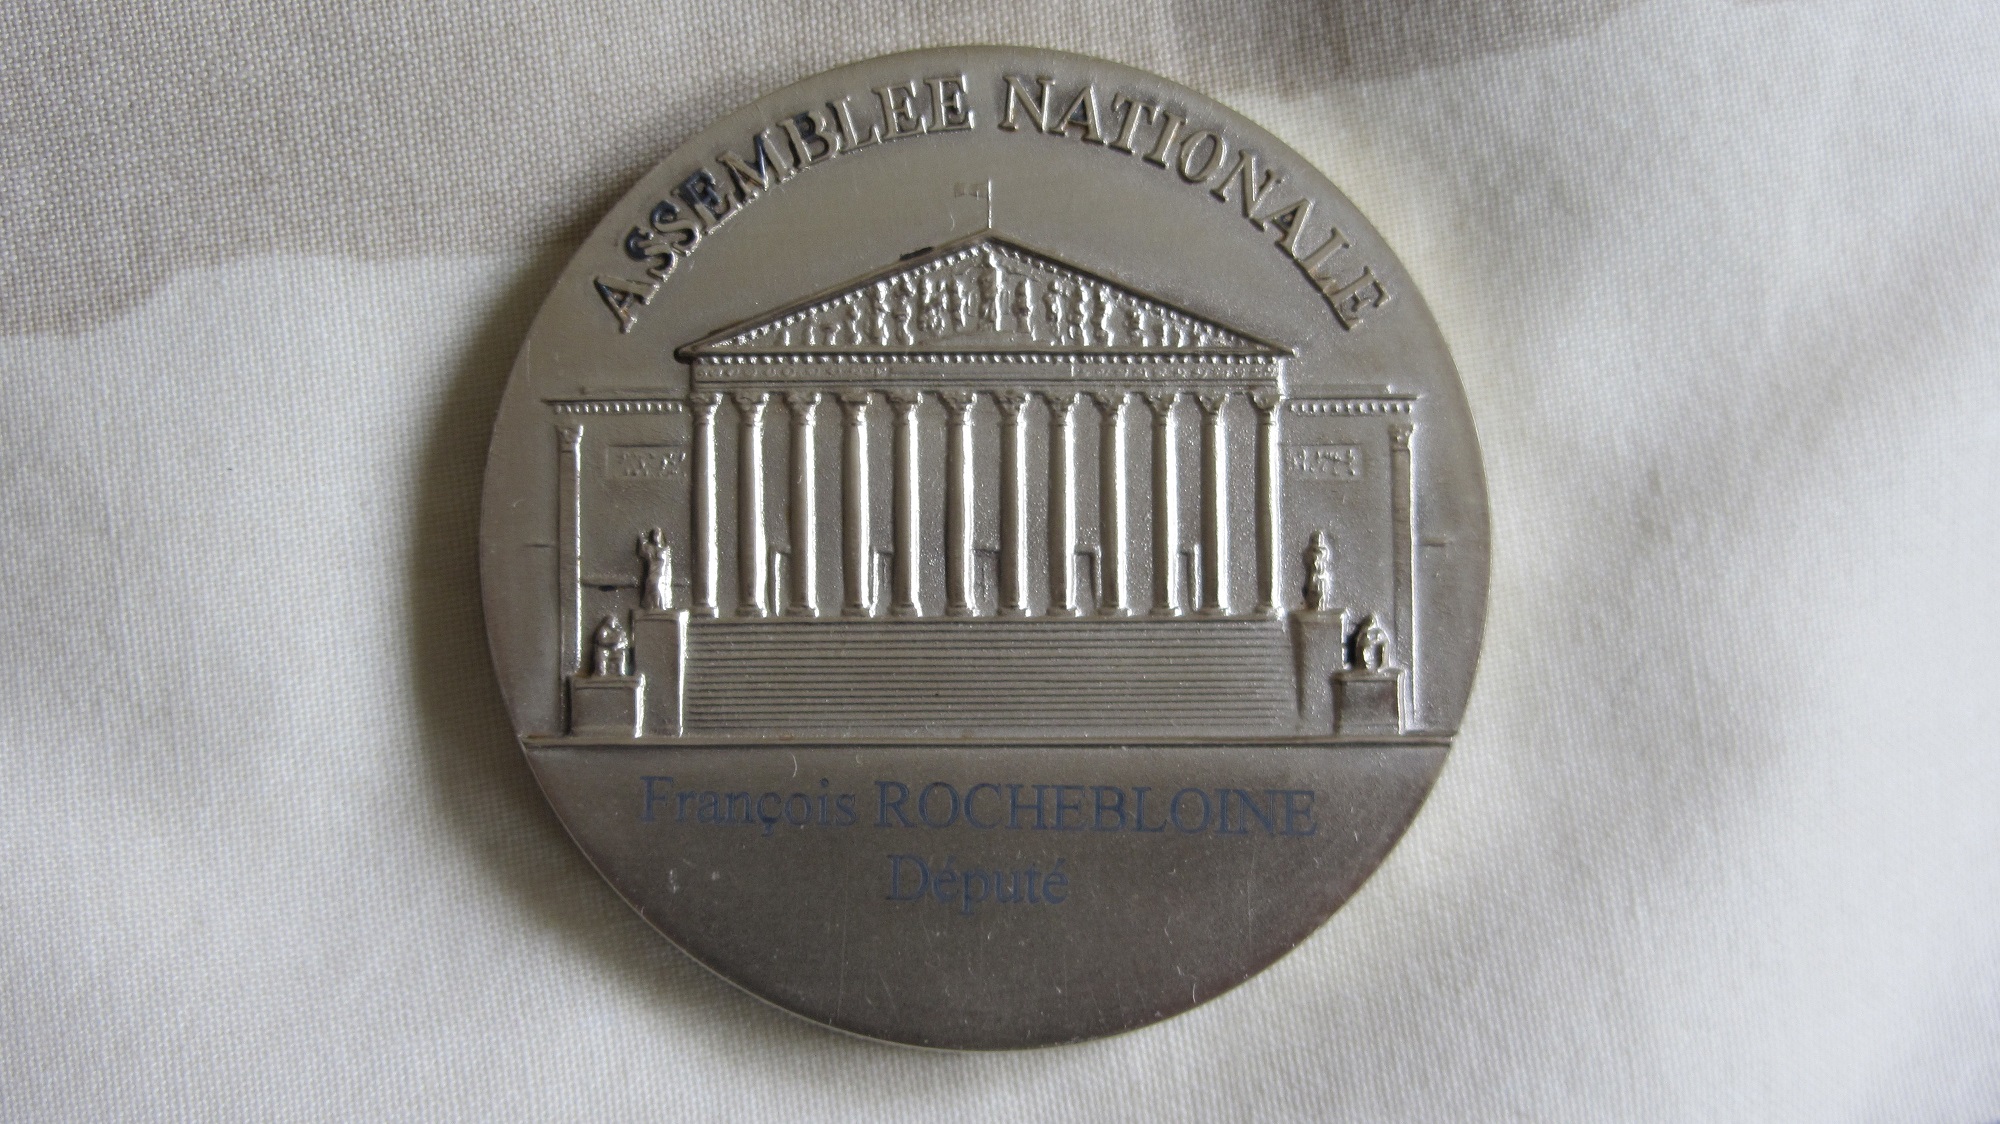 ASSEMBLEE NATIONALE
François ROCHEBLOINE
Député